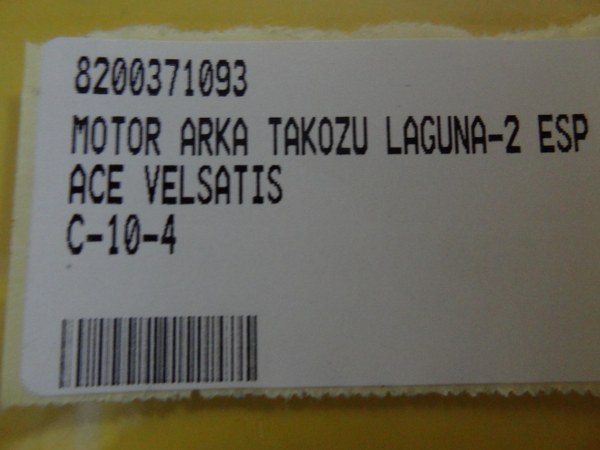 8200371093
MOTOR ARKA TAKOZU LAGUNA-2 ESP
ACE VELSATIS
C-10-4